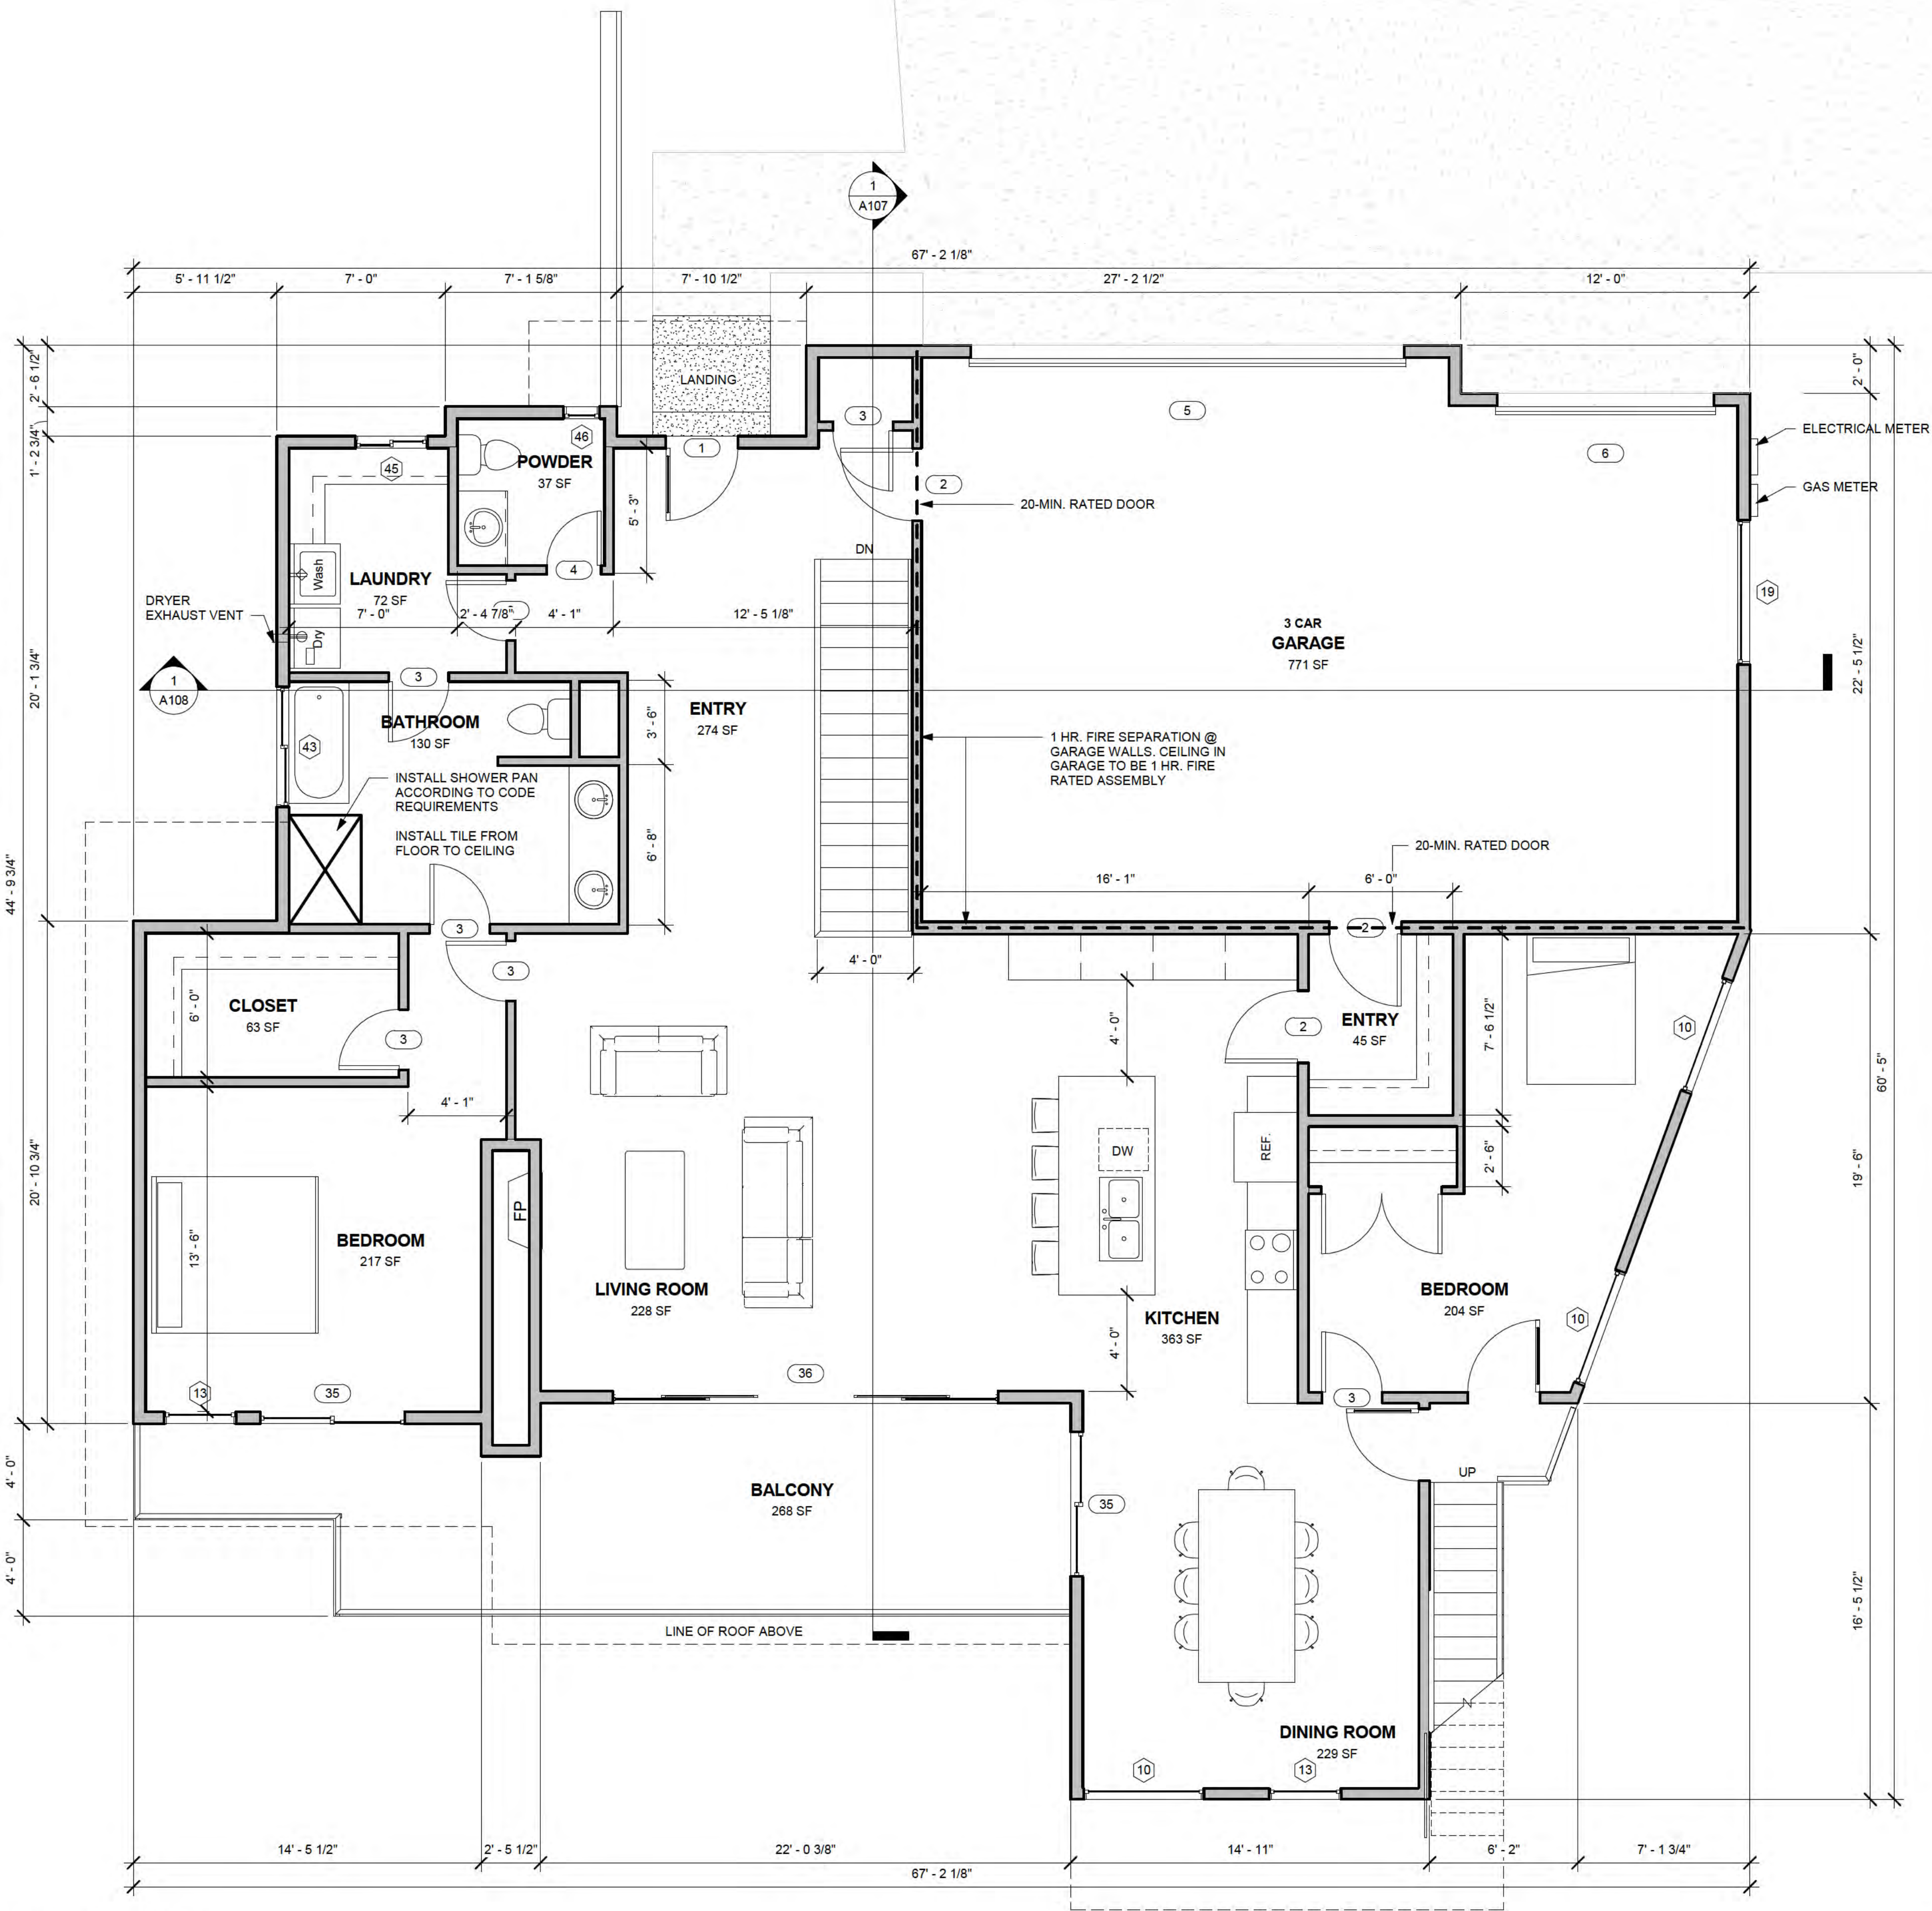 1
A107
67' - 2 1/8"
5' - 11 1/2"
7' - 0"
7' - 1 5/8"
7' - 10 1/2"
27' - 2 1/2"
12' - 0"
2' - 6 1/2"
1' - 2 3/4"
20' - 1 3/4"
44' - 9 3/4"
20' - 10 3/4"
4' - 0"
4' - 0"
2' - 0"
22' - 5 1/2"
60' - 5"
19' - 6"
16' - 5 1/2"
LANDING
3
5
6
ELECTRICAL METER
GAS METER
45
46
POWDER
37 SF
1
5' - 3"
2
20-MIN. RATED DOOR
DN
4
Wash
LAUNDRY
72 SF
DRYER
EXHAUST VENT
7' - 0"
2' - 4 7/8"
4' - 1"
12' - 5 1/8"
Dry
19
3 CAR
GARAGE
771 SF
1
A108
3
BATHROOM
130 SF
43
3' - 6"
ENTRY
274 SF
1 HR. FIRE SEPARATION @
GARAGE WALLS. CEILING IN
GARAGE TO BE 1 HR. FIRE
RATED ASSEMBLY
INSTALL SHOWER PAN
ACCORDING TO CODE
REQUIREMENTS
INSTALL TILE FROM
FLOOR TO CEILING
6' - 8"
20-MIN. RATED DOOR
16' - 1"
6' - 0"
3
2
3
4' - 0"
CLOSET
63 SF
6' - 0"
3
4' - 0"
2
ENTRY
45 SF
7' - 6 1/2"
10
4' - 1"
DW
REF.
2' - 6"
FP
13' - 6"
BEDROOM
217 SF
LIVING ROOM
228 SF
KITCHEN
363 SF
4' - 0"
BEDROOM
204 SF
10
13
35
36
3
UP
BALCONY
268 SF
35
LINE OF ROOF ABOVE
DINING ROOM
229 SF
10
13
14' - 5 1/2"
2' - 5 1/2"
22' - 0 3/8"
14' - 11"
6' - 2"
7' - 1 3/4"
67' - 2 1/8"